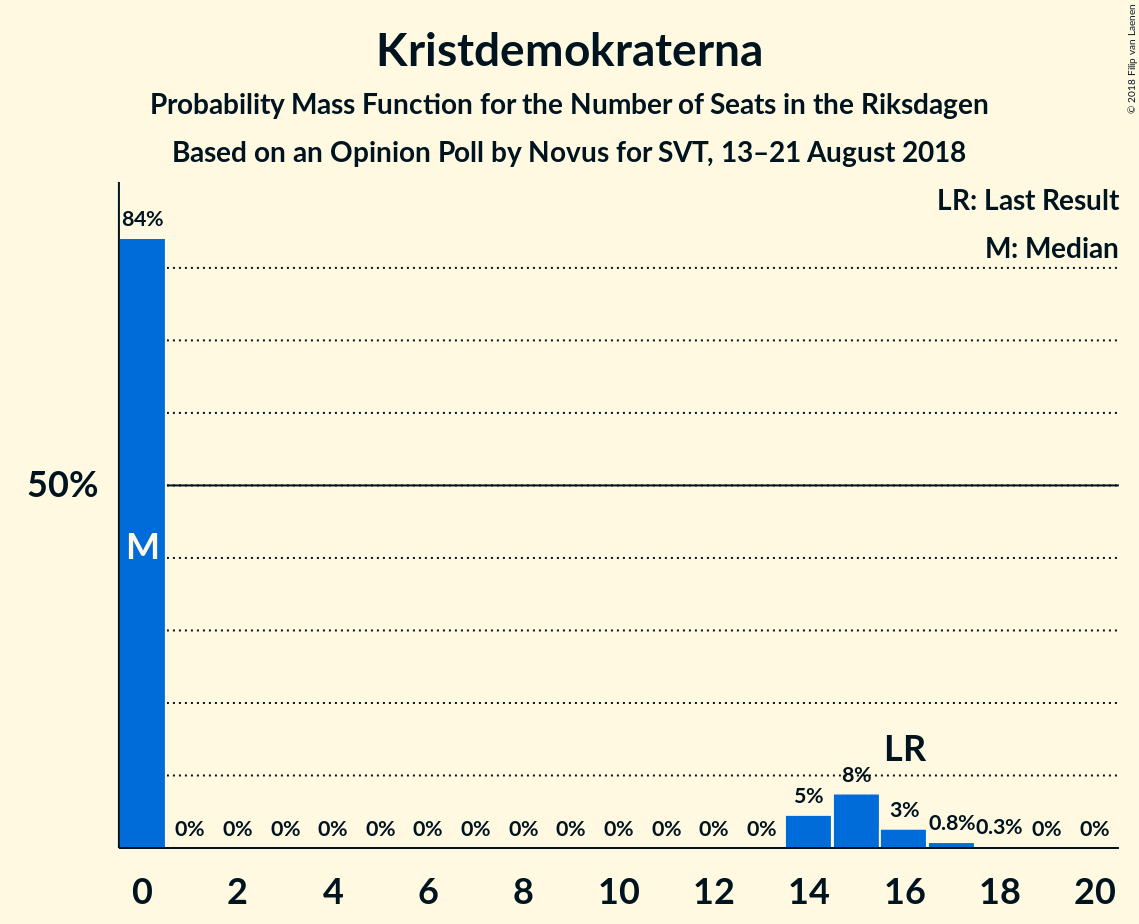 Kristdemokraterna
Probability Mass Function for the Number of Seats in the Riksdagen
Based on an Opinion Poll by Novus for SVT, 13–21 August 2018
© 2018 Filip van Laenen
LR: Last Result
M: Median
84%
50%
M
LR
5% 8% 3% 0.8% 0.3%
0% 0% 0% 0% 0% 0% 0% 0% 0% 0% 0% 0% 0% 0% 0%
0 2 4 6 8 10 12 14 16 18 20